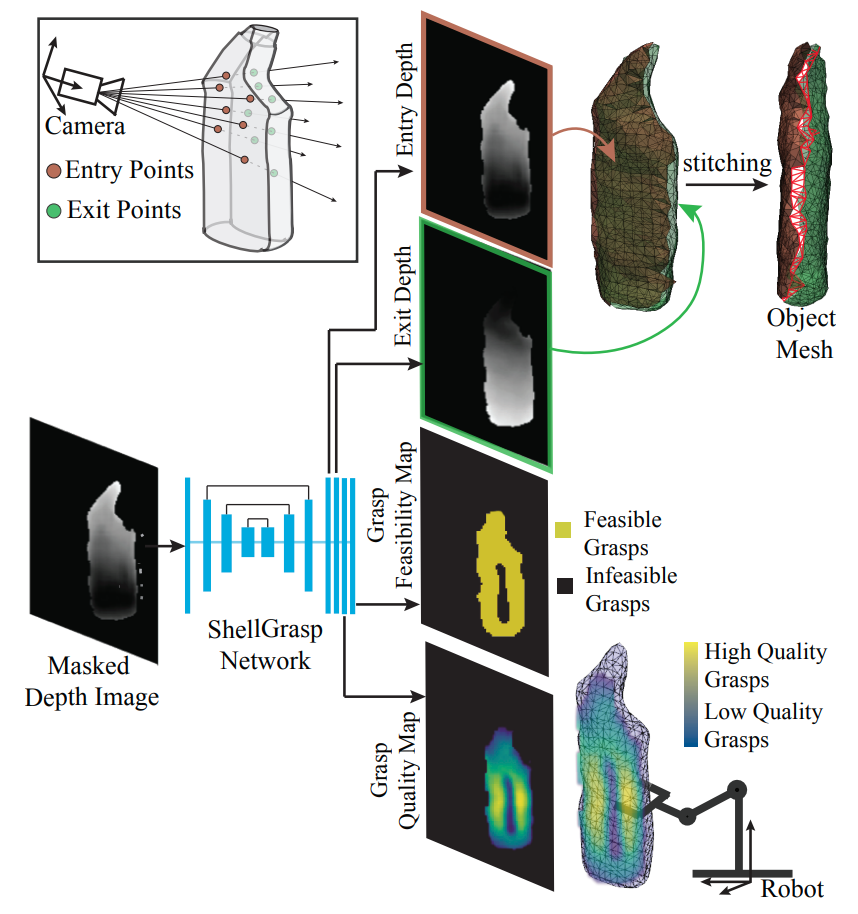 Camera
Entry Points
Exit Points
Entry Depth
stitching
Object
Mesh
Exit Depth
Masked
Depth Image
ShellGrasp
Network
Grasp
Feasibility Map
Feasible
Grasps
Infeasible
Grasps
Grasp
Quality Map
High Quality
Grasps
Low Quality
Grasps
Robot